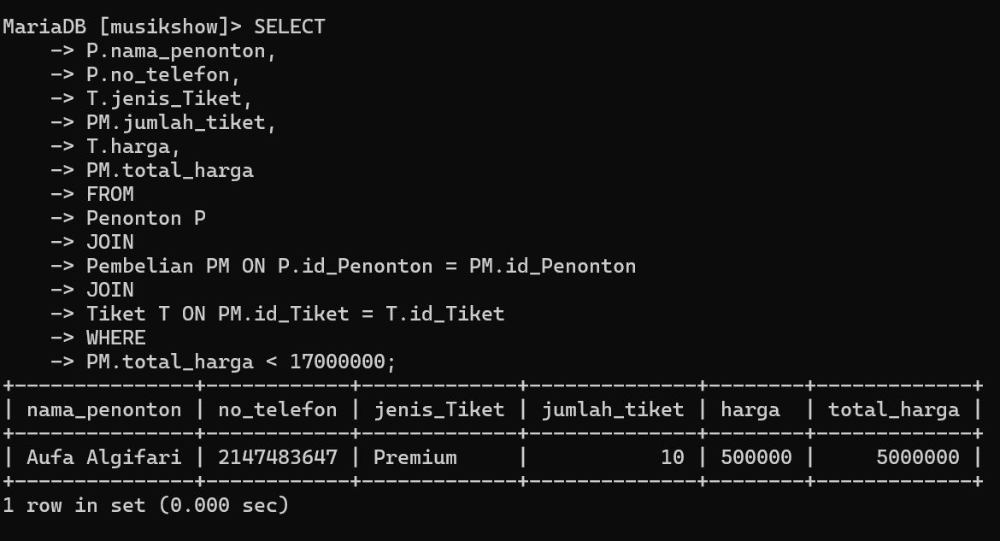 MariaDB [musikshow]> SELECT
    -> P.nama_penonton,
    -> P.no_telefon,
    -> T.jenis_Tiket,
    -> PM.jumlah_tiket,
    -> T.harga,
    -> PM.total_harga
    -> FROM
    -> Penonton P
    -> JOIN
    -> Pembelian PM ON P.id_Penonton = PM.id_Penonton
    -> JOIN
    -> Tiket T ON PM.id_Tiket = T.id_Tiket
    -> WHERE
    -> PM.total_harga < 17000000;
+---------------+------------+-------------+--------------+--------+-------------+
| nama_penonton | no_telefon | jenis_Tiket | jumlah_tiket | harga  | total_harga |
+---------------+------------+-------------+--------------+--------+-------------+
| Aufa Algifari | 2147483647 | Premium     |           10 | 500000 |     5000000 |
+---------------+------------+-------------+--------------+--------+-------------+
1 row in set (0.000 sec)